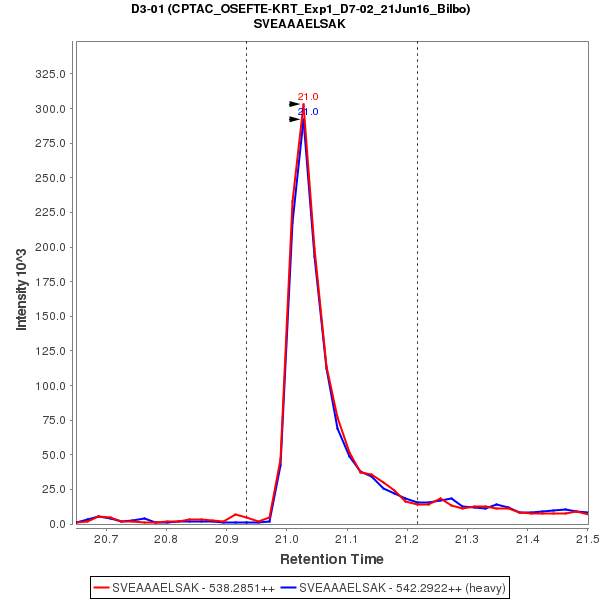 D3-01 (CPTAC_OSEFTE-KRT_Exp1_D7-02_21Jun16_Bilbo)
SVEAAAELSAK
325.0
300.0
275.0
250.0
225.0
200.0
175.0
150.0
125.0
100.0
75.0
50.0
25.0
0.0
Intensity 10^3
21.0
21.0
20.7 20.8 20.9 21.0 21.1 21.2 21.3 21.4 21.5
Retention Time
SVEAAAELSAK - 538.2851++ SVEAAAELSAK - 542.2922++ (heavy)